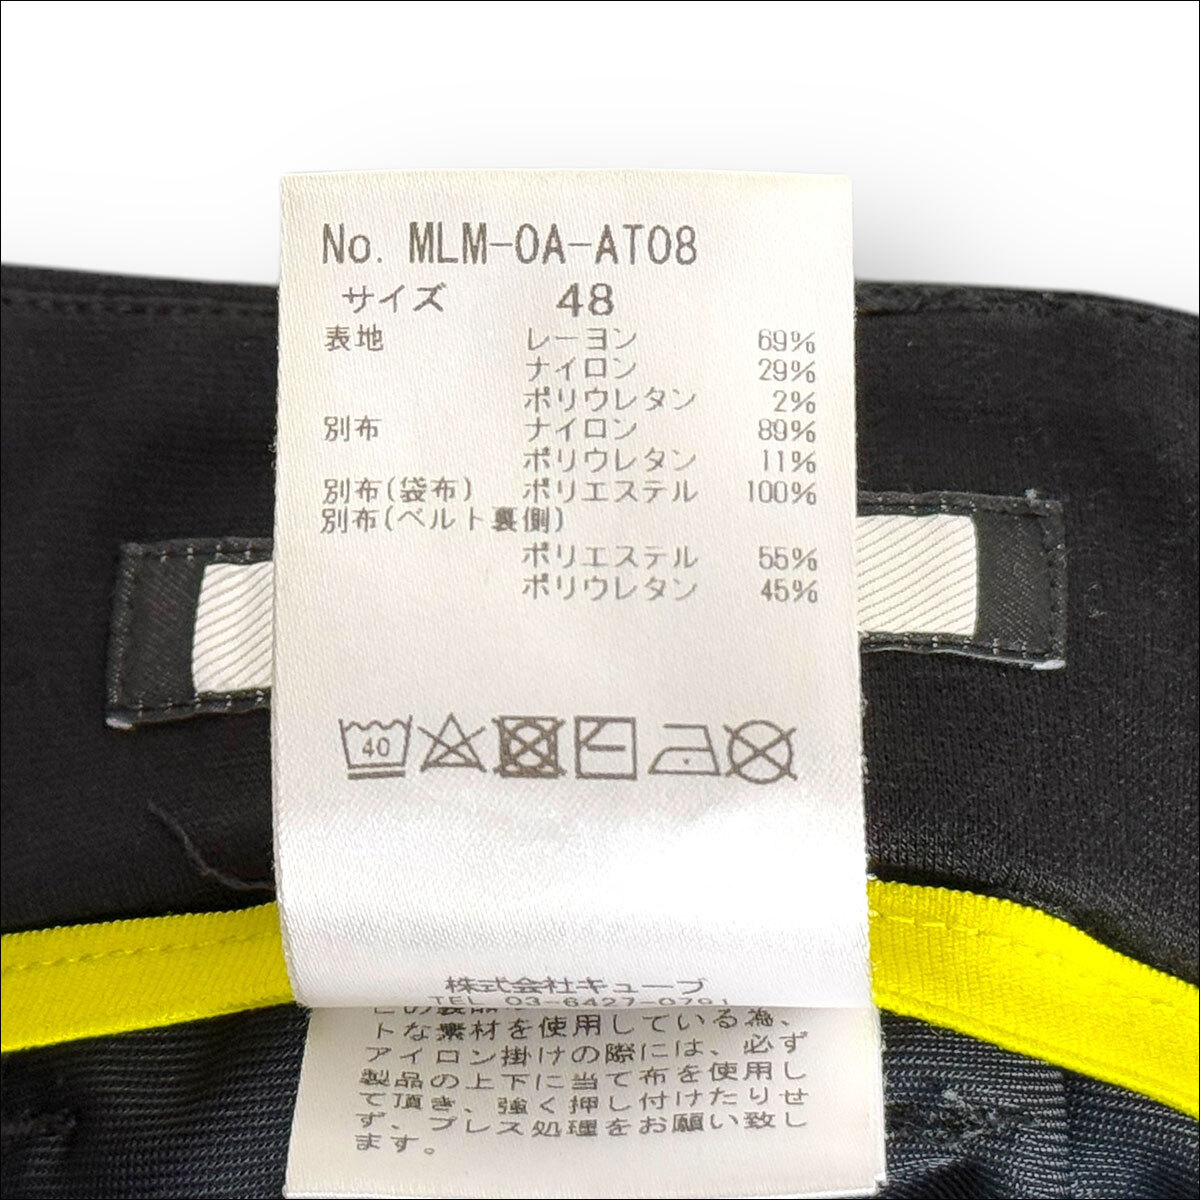 No. MLM-0A-AT08
サイズ 48
表地 レーヨン 69%
ナイロン 29%
ポリウレタン 2%
別布 ナイロン 89%
ポリウレタン 11%
別布(袋布) ポリエステル 100%
別布(ベルト裏側)
ポリエステル 55%
ポリウレタン 45%
40
株式会社キューブ
TEL 03-6427-0791
トな素材を使用している為、
アイロン掛けの際には、必ず
製品の上下に当て布を使用し
て頂き、強く押し付けたりせ
ず、プレス処理をお願い致し
ます。